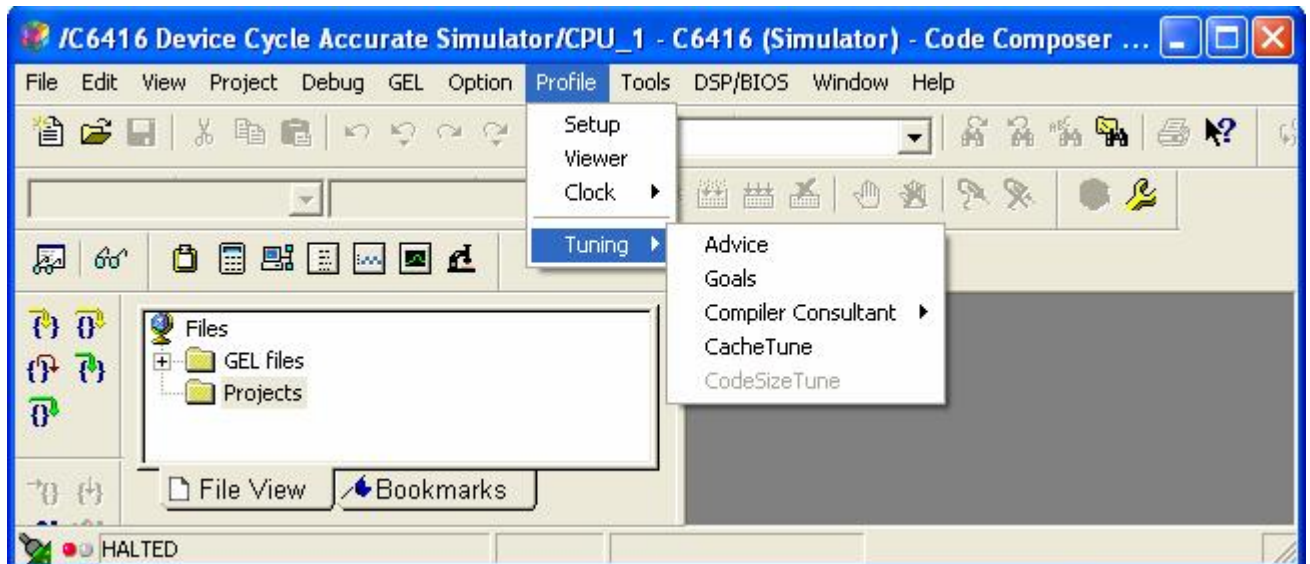 /C6416 Device Cycle Accurate Simulator/CPU_1 - C6416 (Simulator) - Code Composer ...
File Edit View Project Debug GEL Option Profile Tools DSP/BIOS Window Help
Setup
Viewer
Clock
Tuning
Advice
Goals
Compiler Consultant
CacheTune
CodeSizeTune
Files
GEL files
Projects
File View Bookmarks
HALTED